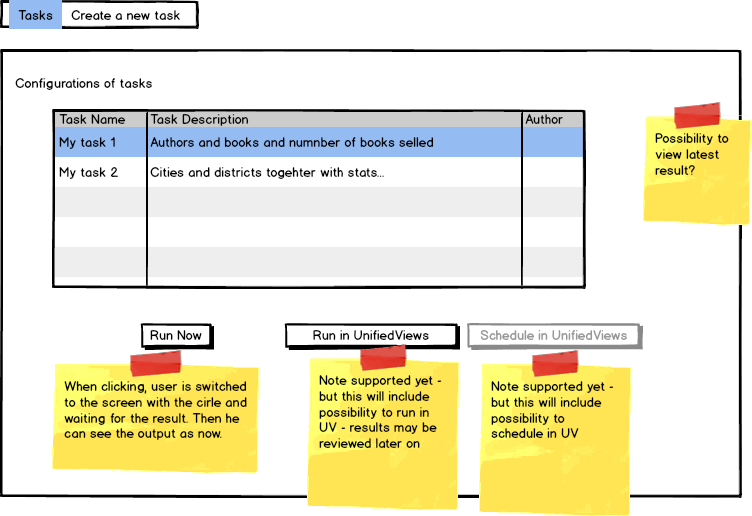 Tasks Create a new task
Configurations of tasks
Task Name Task Description Author
My task 1 Authors and books and numnber of books selled
My task 2 Cities and districts togehter with stats...
Possibility to
view latest
result?
Run Now
Run in UnifiedViews
Schedule in UnifiedViews
When clicking, user is switched
to the screen with the cirle and
waiting for the result. Then he
can see the output as now.
Note supported yet -
but this will include
possibility to run in
UV - results may be
reviewed later on
Note supported yet -
but this will include
possibility to
schedule in UV